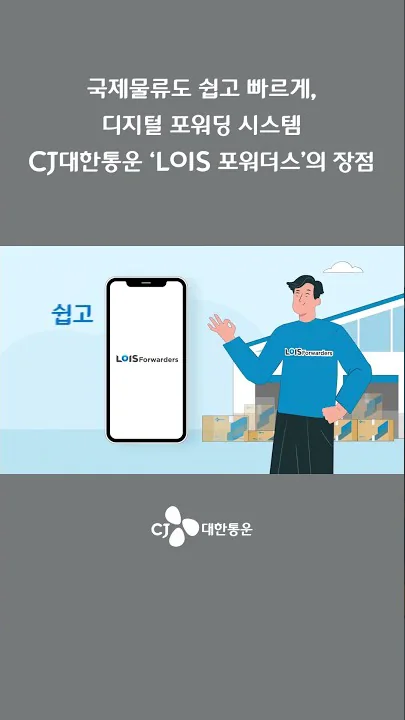 국제물류도 쉽고 빠르게,
디지털 포워딩 시스템
CJ대한통운 ‘LOIS 포워더스’의 장점
쉽고
LOIS Forwarders
LOIS Forwarders
CJ 대한통운